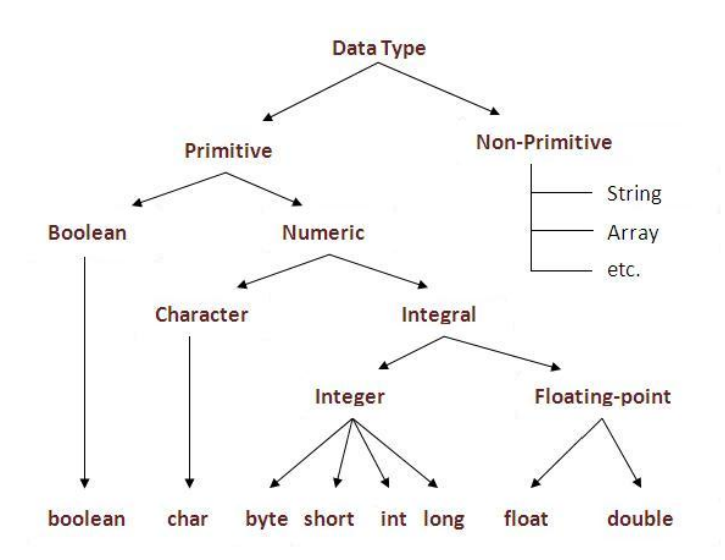 Data Type
Primitive
Non-Primitive
String
Array
etc.
Boolean
Numeric
Character
Integral
Integer
Floating-point
boolean char byte short int long float double